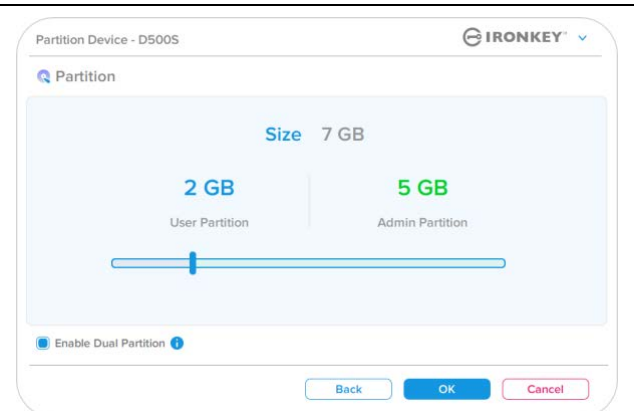 Partition Device - D500S
IRONKEY™
Partition
Size 7 GB
2 GB 5 GB
User Partition Admin Partition
Enable Dual Partition
Back OK Cancel